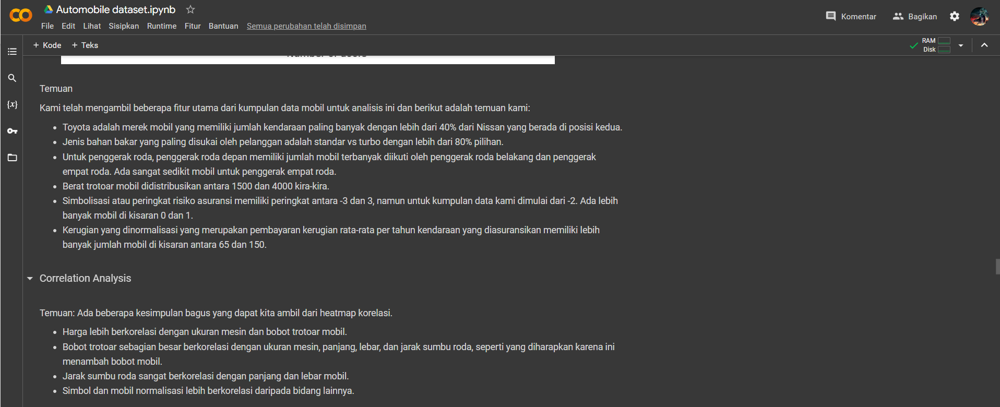 Automobile dataset.ipynb
File Edit Lihat Sisipkan Runtime Fitur Bantuan Semua perubahan telah disimpan
Komentar Bagikan
+ Kode + Teks
RAM
Disk
Number of users
Temuan
Kami telah mengambil beberapa fitur utama dari kumpulan data mobil untuk analisis ini dan berikut adalah temuan kami:
• Toyota adalah merek mobil yang memiliki jumlah kendaraan paling banyak dengan lebih dari 40% dari Nissan yang berada di posisi kedua.
• Jenis bahan bakar yang paling disukai oleh pelanggan adalah standar vs turbo dengan lebih dari 80% pilihan.
• Untuk penggerak roda, penggerak roda depan memiliki jumlah mobil terbanyak diikuti oleh penggerak roda belakang dan penggerak
empat roda. Ada sangat sedikit mobil untuk penggerak empat roda.
• Berat trotoar mobil didistribusikan antara 1500 dan 4000 kira-kira.
• Simbolisasi atau peringkat risiko asuransi memiliki peringkat antara -3 dan 3, namun untuk kumpulan data kami dimulai dari -2. Ada lebih
banyak mobil di kisaran 0 dan 1.
• Kerugian yang dinormalisasi yang merupakan pembayaran kerugian rata-rata per tahun kendaraan yang diasuransikan memiliki lebih
banyak jumlah mobil di kisaran antara 65 dan 150.
Correlation Analysis
Temuan: Ada beberapa kesimpulan bagus yang dapat kita ambil dari heatmap korelasi.
• Harga lebih berkorelasi dengan ukuran mesin dan bobot trotoar mobil.
• Bobot trotoar sebagian besar berkorelasi dengan ukuran mesin, panjang, lebar, dan jarak sumbu roda, seperti yang diharapkan karena ini
menambah bobot mobil.
• Jarak sumbu roda sangat berkorelasi dengan panjang dan lebar mobil.
• Simbol dan mobil normalisasi lebih berkorelasi daripada bidang lainnya.